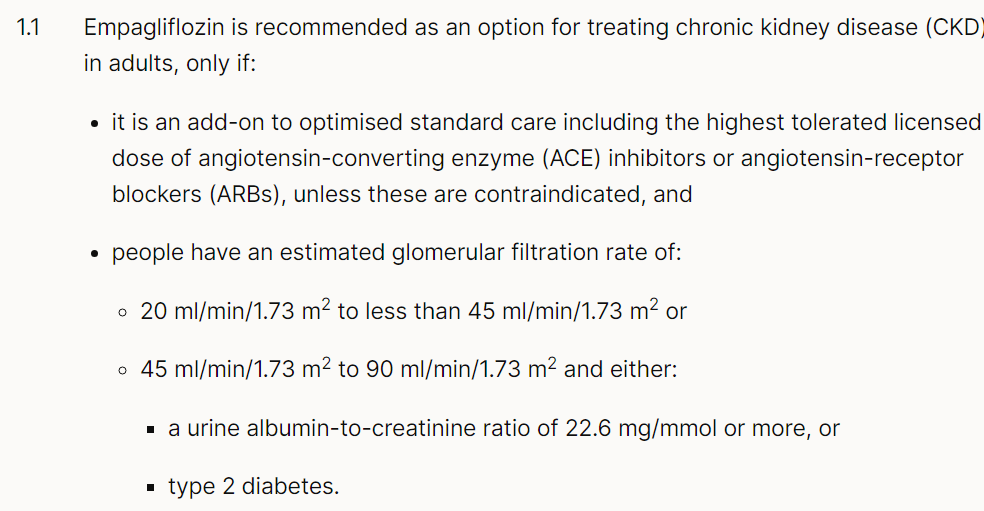 1.1 Empagliflozin is recommended as an option for treating chronic kidney disease (CKD)
in adults, only if:
• it is an add-on to optimised standard care including the highest tolerated licensed
dose of angiotensin-converting enzyme (ACE) inhibitors or angiotensin-receptor
blockers (ARBs), unless these are contraindicated, and
• people have an estimated glomerular filtration rate of:
◦ 20 ml/min/1.73 m² to less than 45 ml/min/1.73 m² or
◦ 45 ml/min/1.73 m² to 90 ml/min/1.73 m² and either:
▪ a urine albumin-to-creatinine ratio of 22.6 mg/mmol or more, or
▪ type 2 diabetes.